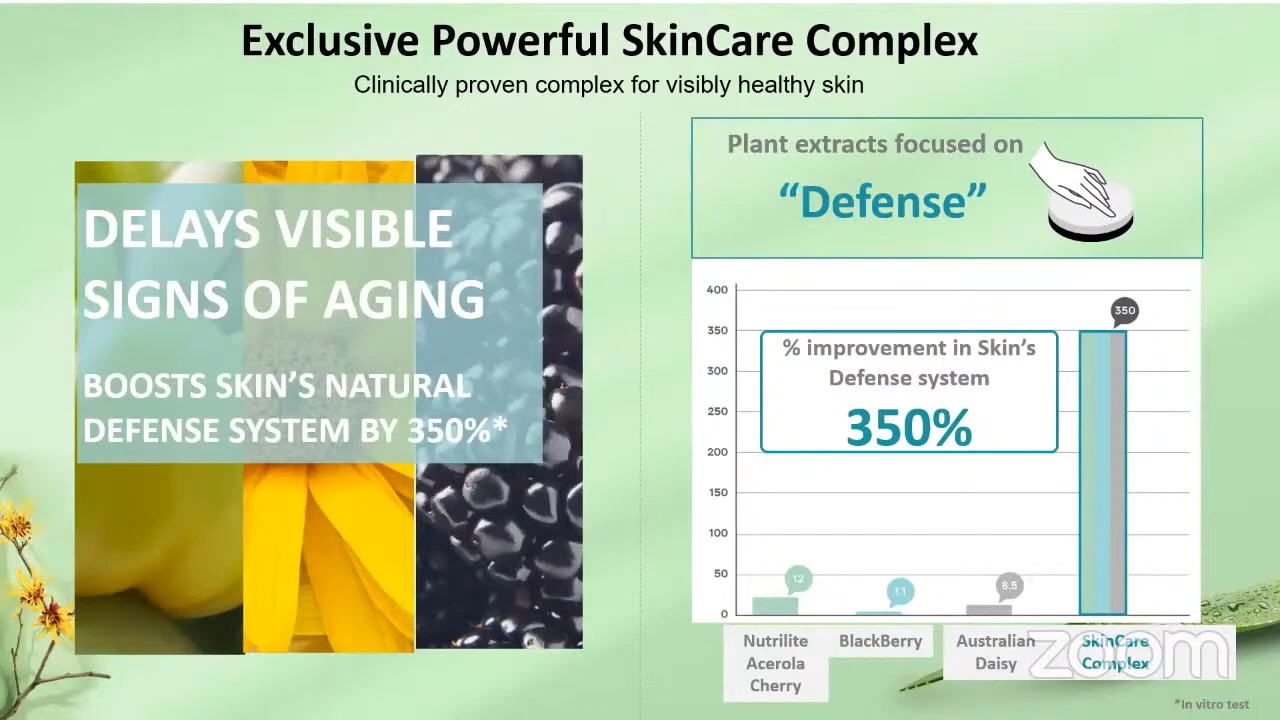 Exclusive Powerful SkinCare Complex
Clinically proven complex for visibly healthy skin
DELAYS VISIBLE
SIGNS OF AGING
BOOSTS SKIN’S NATURAL
DEFENSE SYSTEM BY 350%*
Plant extracts focused on
“Defense”
400
350
300
250
200
150
100
50
0
% improvement in Skin’s
Defense system
350%
12
1.1
8.5
350
Nutrilite
Acerola
Cherry
BlackBerry
Australian
Daisy
SkinCare
Complex
zoom
*In vitro test